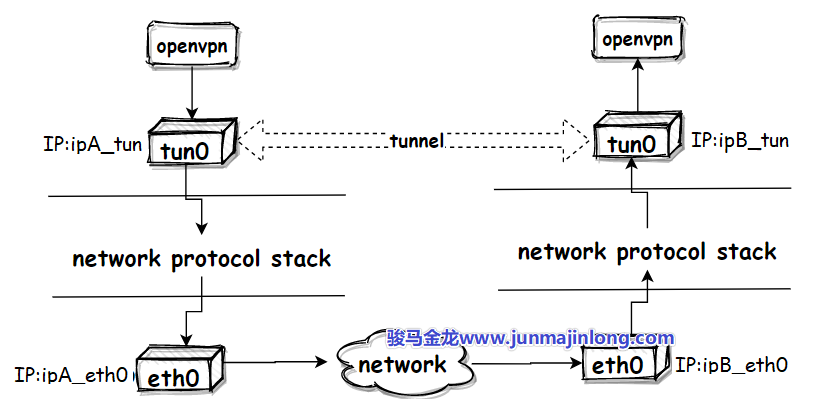 openvpn
openvpn
IP:ipA_tun
tun0
tunnel
tun0
IP:ipB_tun
network protocol stack
network protocol stack
骏马金龙www.junmajinlong.com
IP:ipA_eth0
eth0
network
eth0
IP:ipB_eth0